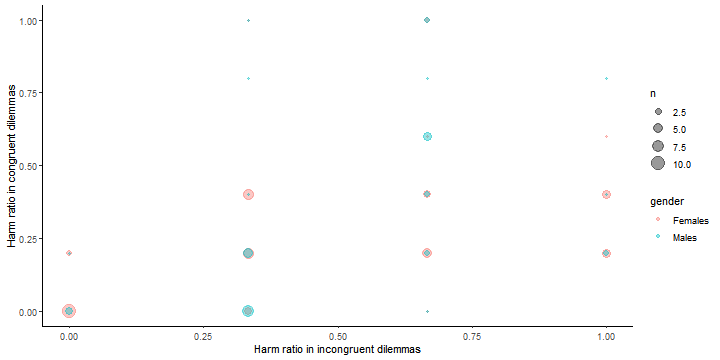 1.00
0.75
0.50
0.25
0.00
Harm ratio in congruent dilemmas
0.00 0.25 0.50 0.75 1.00
Harm ratio in incongruent dilemmas
n
2.5
5.0
7.5
10.0
gender
Females
Males